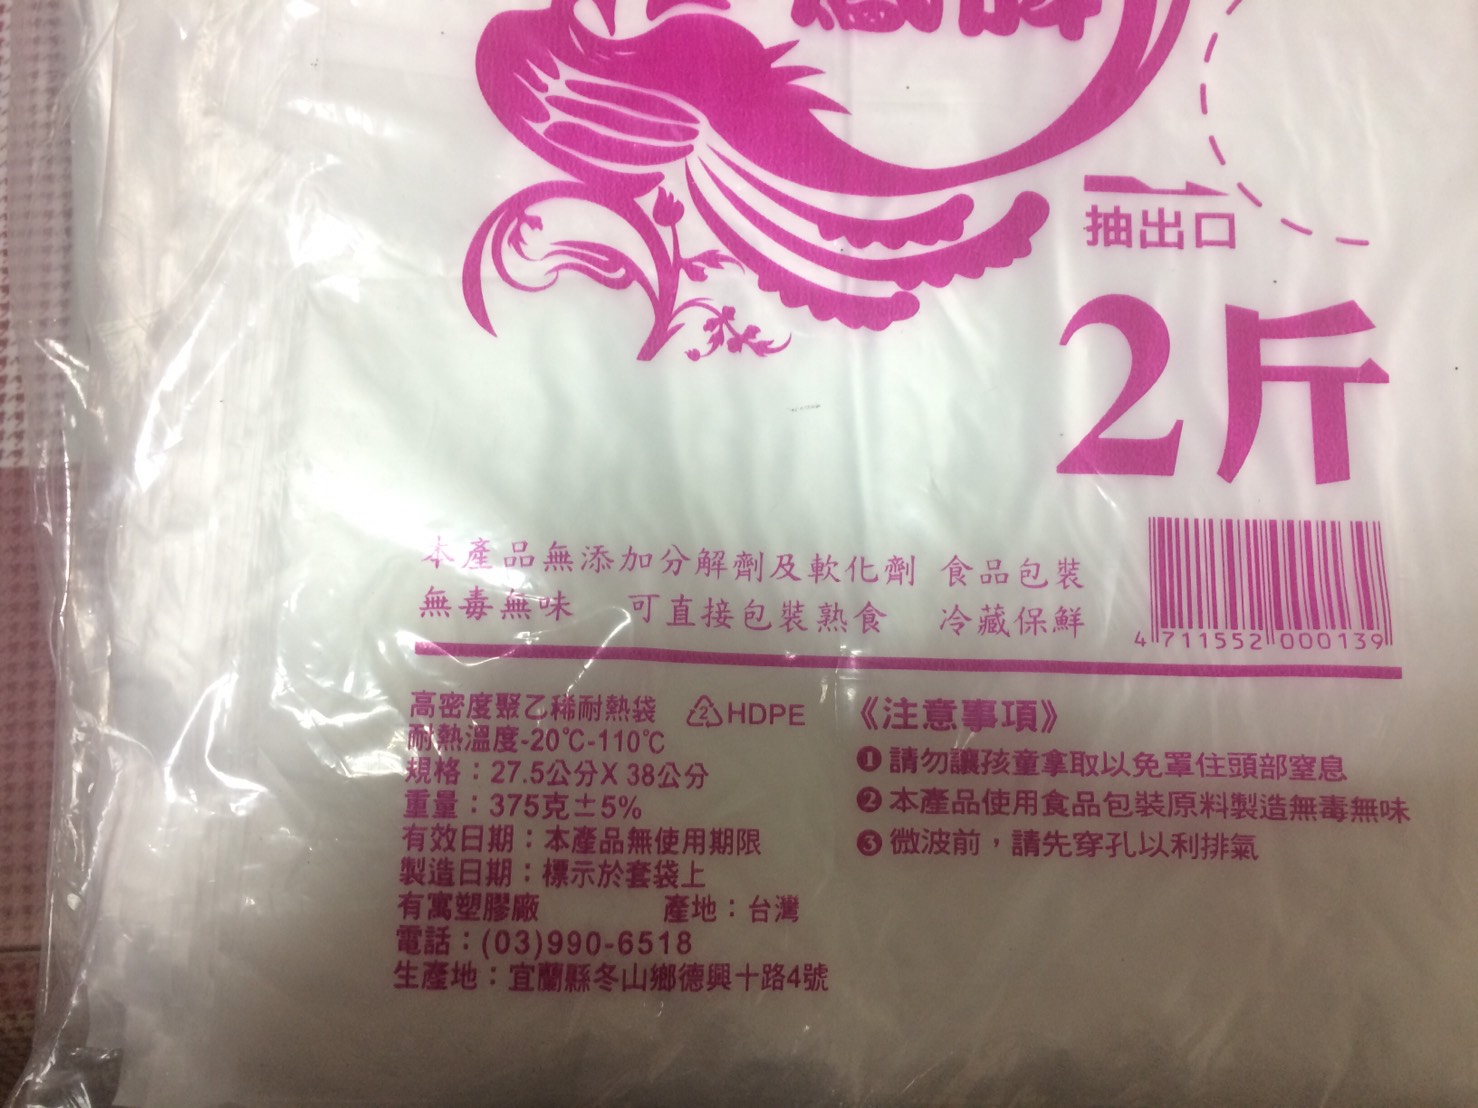 鳳牌
抽出口
2斤
本產品無添加分解劑及軟化劑 食品包裝
無毒無味 可直接包裝熟食 冷藏保鮮
4 711552 000139
高密度聚乙稀耐熱袋 2 HDPE
耐熱溫度-20℃-110℃
規格：27.5公分X 38公分
重量：375克±5%
有效日期：本產品無使用期限
製造日期：標示於套袋上
有寓塑膠廠 產地：台灣
電話：(03)990-6518
生產地：宜蘭縣冬山鄉德興十路4號
《注意事項》
❶ 請勿讓孩童拿取以免罩住頭部窒息
❷ 本產品使用食品包裝原料製造無毒無味
❸ 微波前，請先穿孔以利排氣